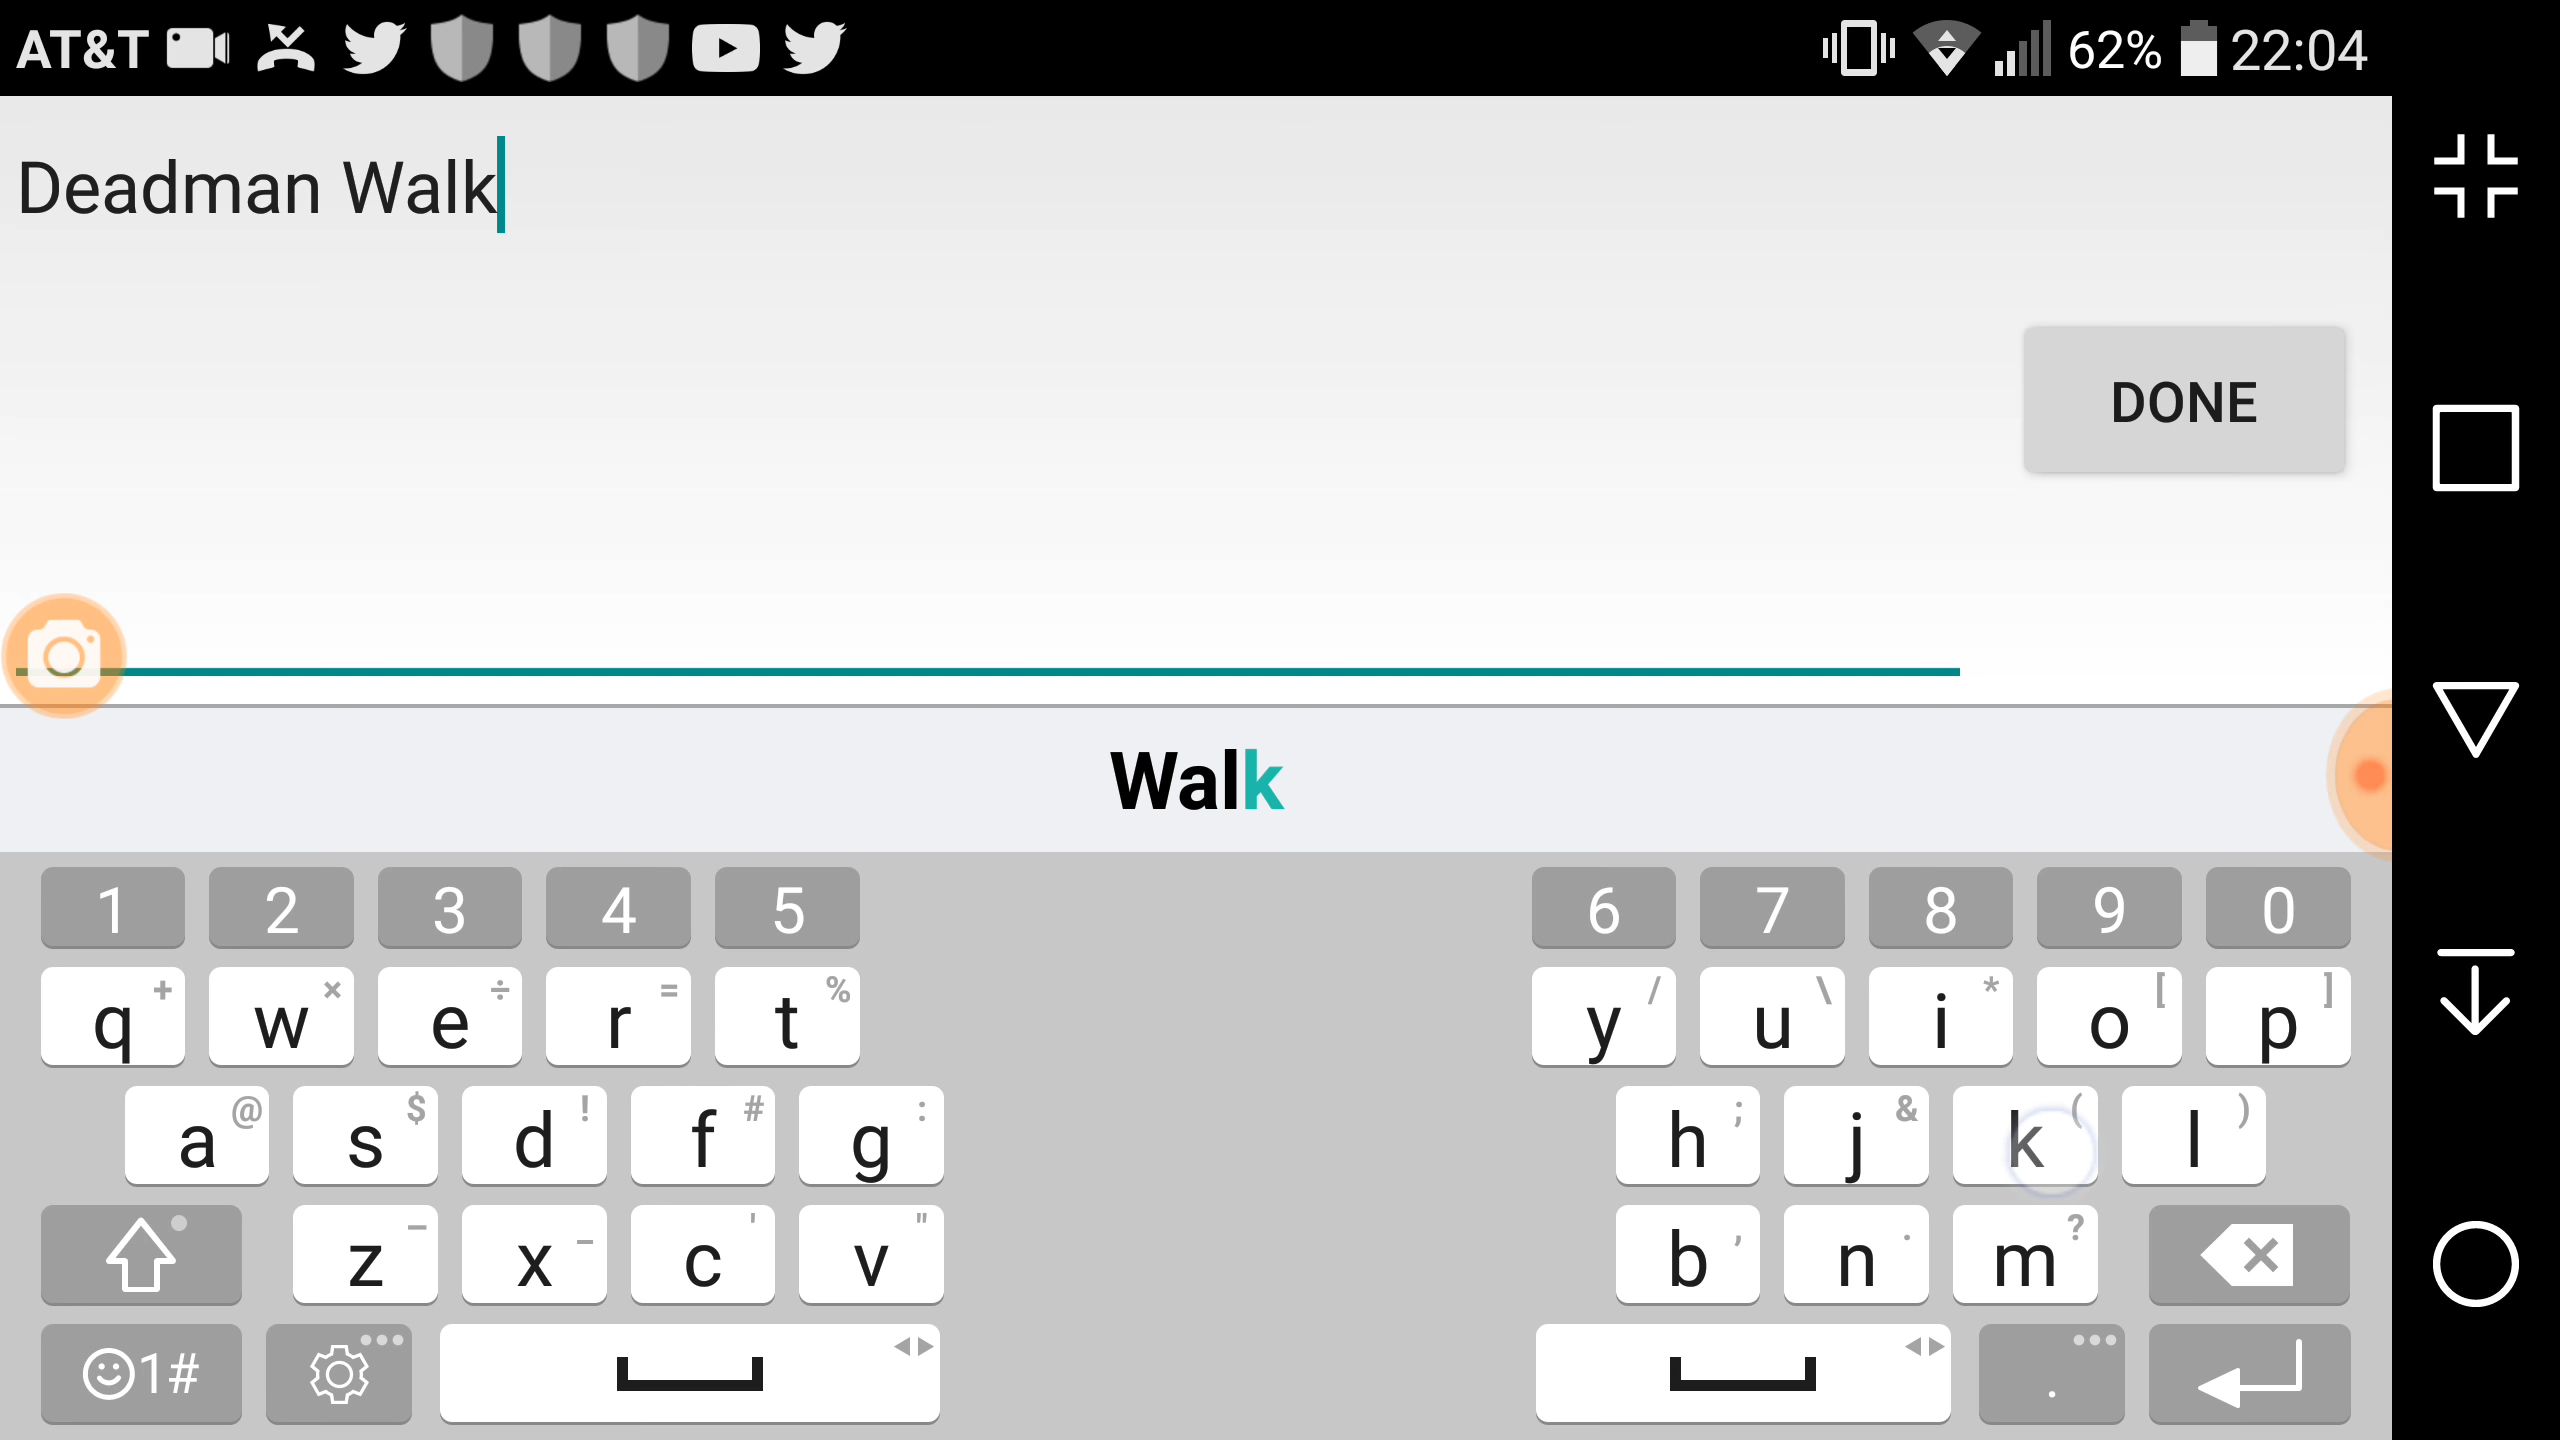 AT&T 62% 22:04
Deadman Walk
DONE
Walk
1 2 3 4 5 6 7 8 9 0
q + w × e ÷ r = t % y / u \ i * o [ p ]
a @ s $ d ! f # g : h ; j & k ( l )
z – x _ c ' v " b , n . m ?
1# .